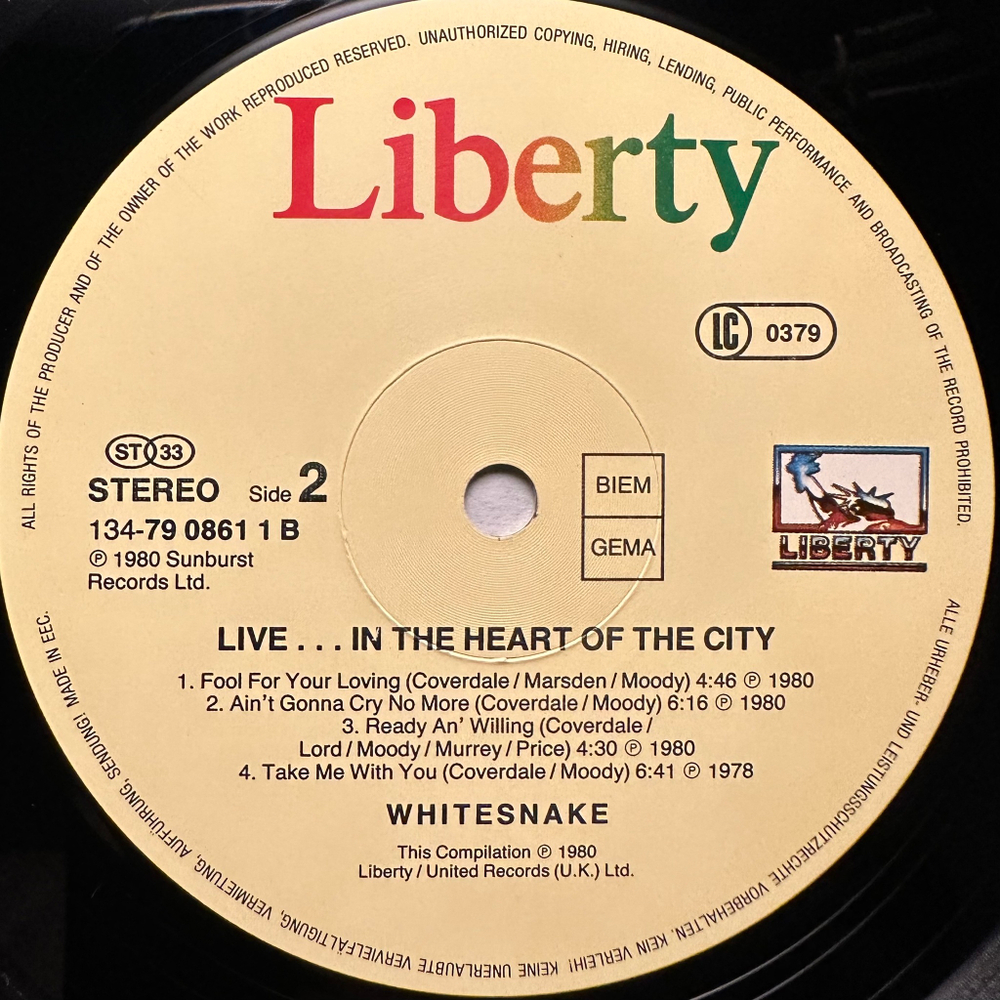 ALL RIGHTS OF THE PRODUCER AND OF THE OWNER OF THE WORK REPRODUCED RESERVED. UNAUTHORIZED COPYING, HIRING, LENDING, PUBLIC PERFORMANCE AND BROADCASTING OF THE RECORD PROHIBITED.
Liberty
LC 0379
ST 33
STEREO Side 2
134-79 0861 1 B
℗ 1980 Sunburst
Records Ltd.
BIEM
GEMA
LIBERTY
LIVE . . . IN THE HEART OF THE CITY
1. Fool For Your Loving (Coverdale / Marsden / Moody) 4:46 ℗ 1980
2. Ain't Gonna Cry No More (Coverdale / Moody) 6:16 ℗ 1980
3. Ready An' Willing (Coverdale /
Lord / Moody / Murrey / Price) 4:30 ℗ 1980
4. Take Me With You (Coverdale / Moody) 6:41 ℗ 1978
WHITESNAKE
This Compilation ℗ 1980
Liberty / United Records (U.K.) Ltd.
ALLE URHEBER- UND LEISTUNGSSCHUTZRECHTE VORBEHALTEN. KEIN VERLEIH! KEINE UNERLAUBTE VERVIELFÄLTIGUNG, VERMIETUNG, AUFFÜHRUNG, SENDUNG! MADE IN EEC.